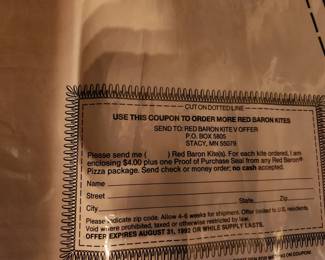 CUT ON DOTTED LINE
USE THIS COUPON TO ORDER MORE RED BARON KITES
SEND TO: RED BARON KITE V OFFER
P.O. BOX 5805
STACY, MN 55079
Please send me ( ) Red Baron Kite(s). For each kite ordered, I am
enclosing $4.00 plus one Proof of Purchase Seal from any Red Baron®
Pizza package. Send check or money order; no cash accepted.
Name
Street
City State Zip
Please indicate zip code. Allow 4-6 weeks for shipment. Offer limited to U.S. residents
Void where prohibited, taxed or otherwise restricted by law.
OFFER EXPIRES AUGUST 31, 1993 OR WHILE SUPPLY LASTS.
ON COUPON